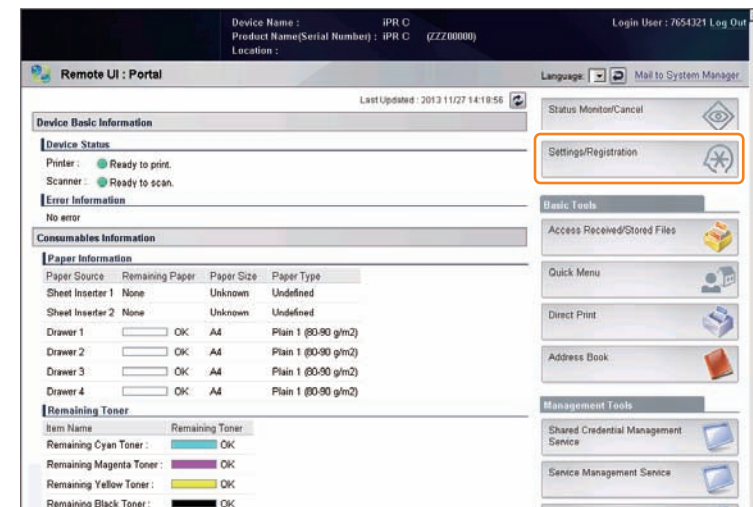 Device Name : iPR C
Product Name(Serial Number) : iPR C (ZZZ00000)
Location :
Login User : 7654321 Log Out
Remote UI : Portal
Language: Mail to System Manager
Last Updated : 2013 11/27 14:18:56
Device Basic Information
Device Status
Printer : Ready to print.
Scanner : Ready to scan.
Error Information
No error
Consumables Information
Paper Information
Paper Source Remaining Paper Paper Size Paper Type
Sheet Inserter 1 None Unknown Undefined
Sheet Inserter 2 None Unknown Undefined
Drawer 1 OK A4 Plain 1 (80-90 g/m2)
Drawer 2 OK A4 Plain 1 (80-90 g/m2)
Drawer 3 OK A4 Plain 1 (80-90 g/m2)
Drawer 4 OK A4 Plain 1 (80-90 g/m2)
Remaining Toner
Item Name Remaining Toner
Remaining Cyan Toner : OK
Remaining Magenta Toner : OK
Remaining Yellow Toner : OK
Remaining Black Toner : OK
Status Monitor/Cancel
Settings/Registration
Basic Tools
Access Received/Stored Files
Quick Menu
Direct Print
Address Book
Management Tools
Shared Credential Management
Service
Service Management Service